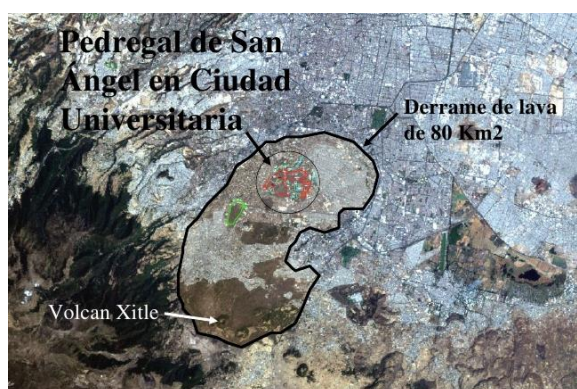 Pedregal de San
Ángel en Ciudad
Universitaria
Derrame de lava
de 80 Km2
Volcan Xitle